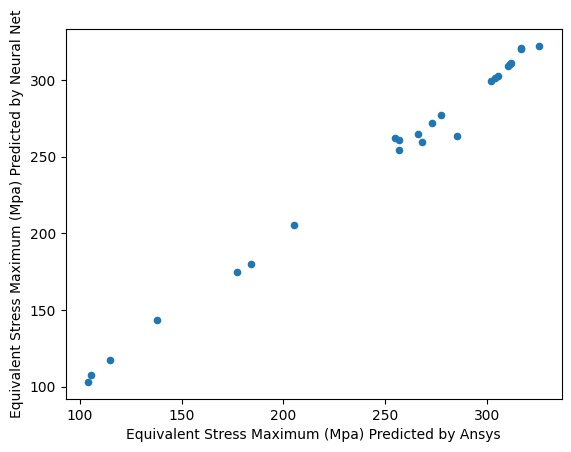 Equivalent Stress Maximum (Mpa) Predicted by Neural Net
300
250
200
150
100
100 150 200 250 300
Equivalent Stress Maximum (Mpa) Predicted by Ansys